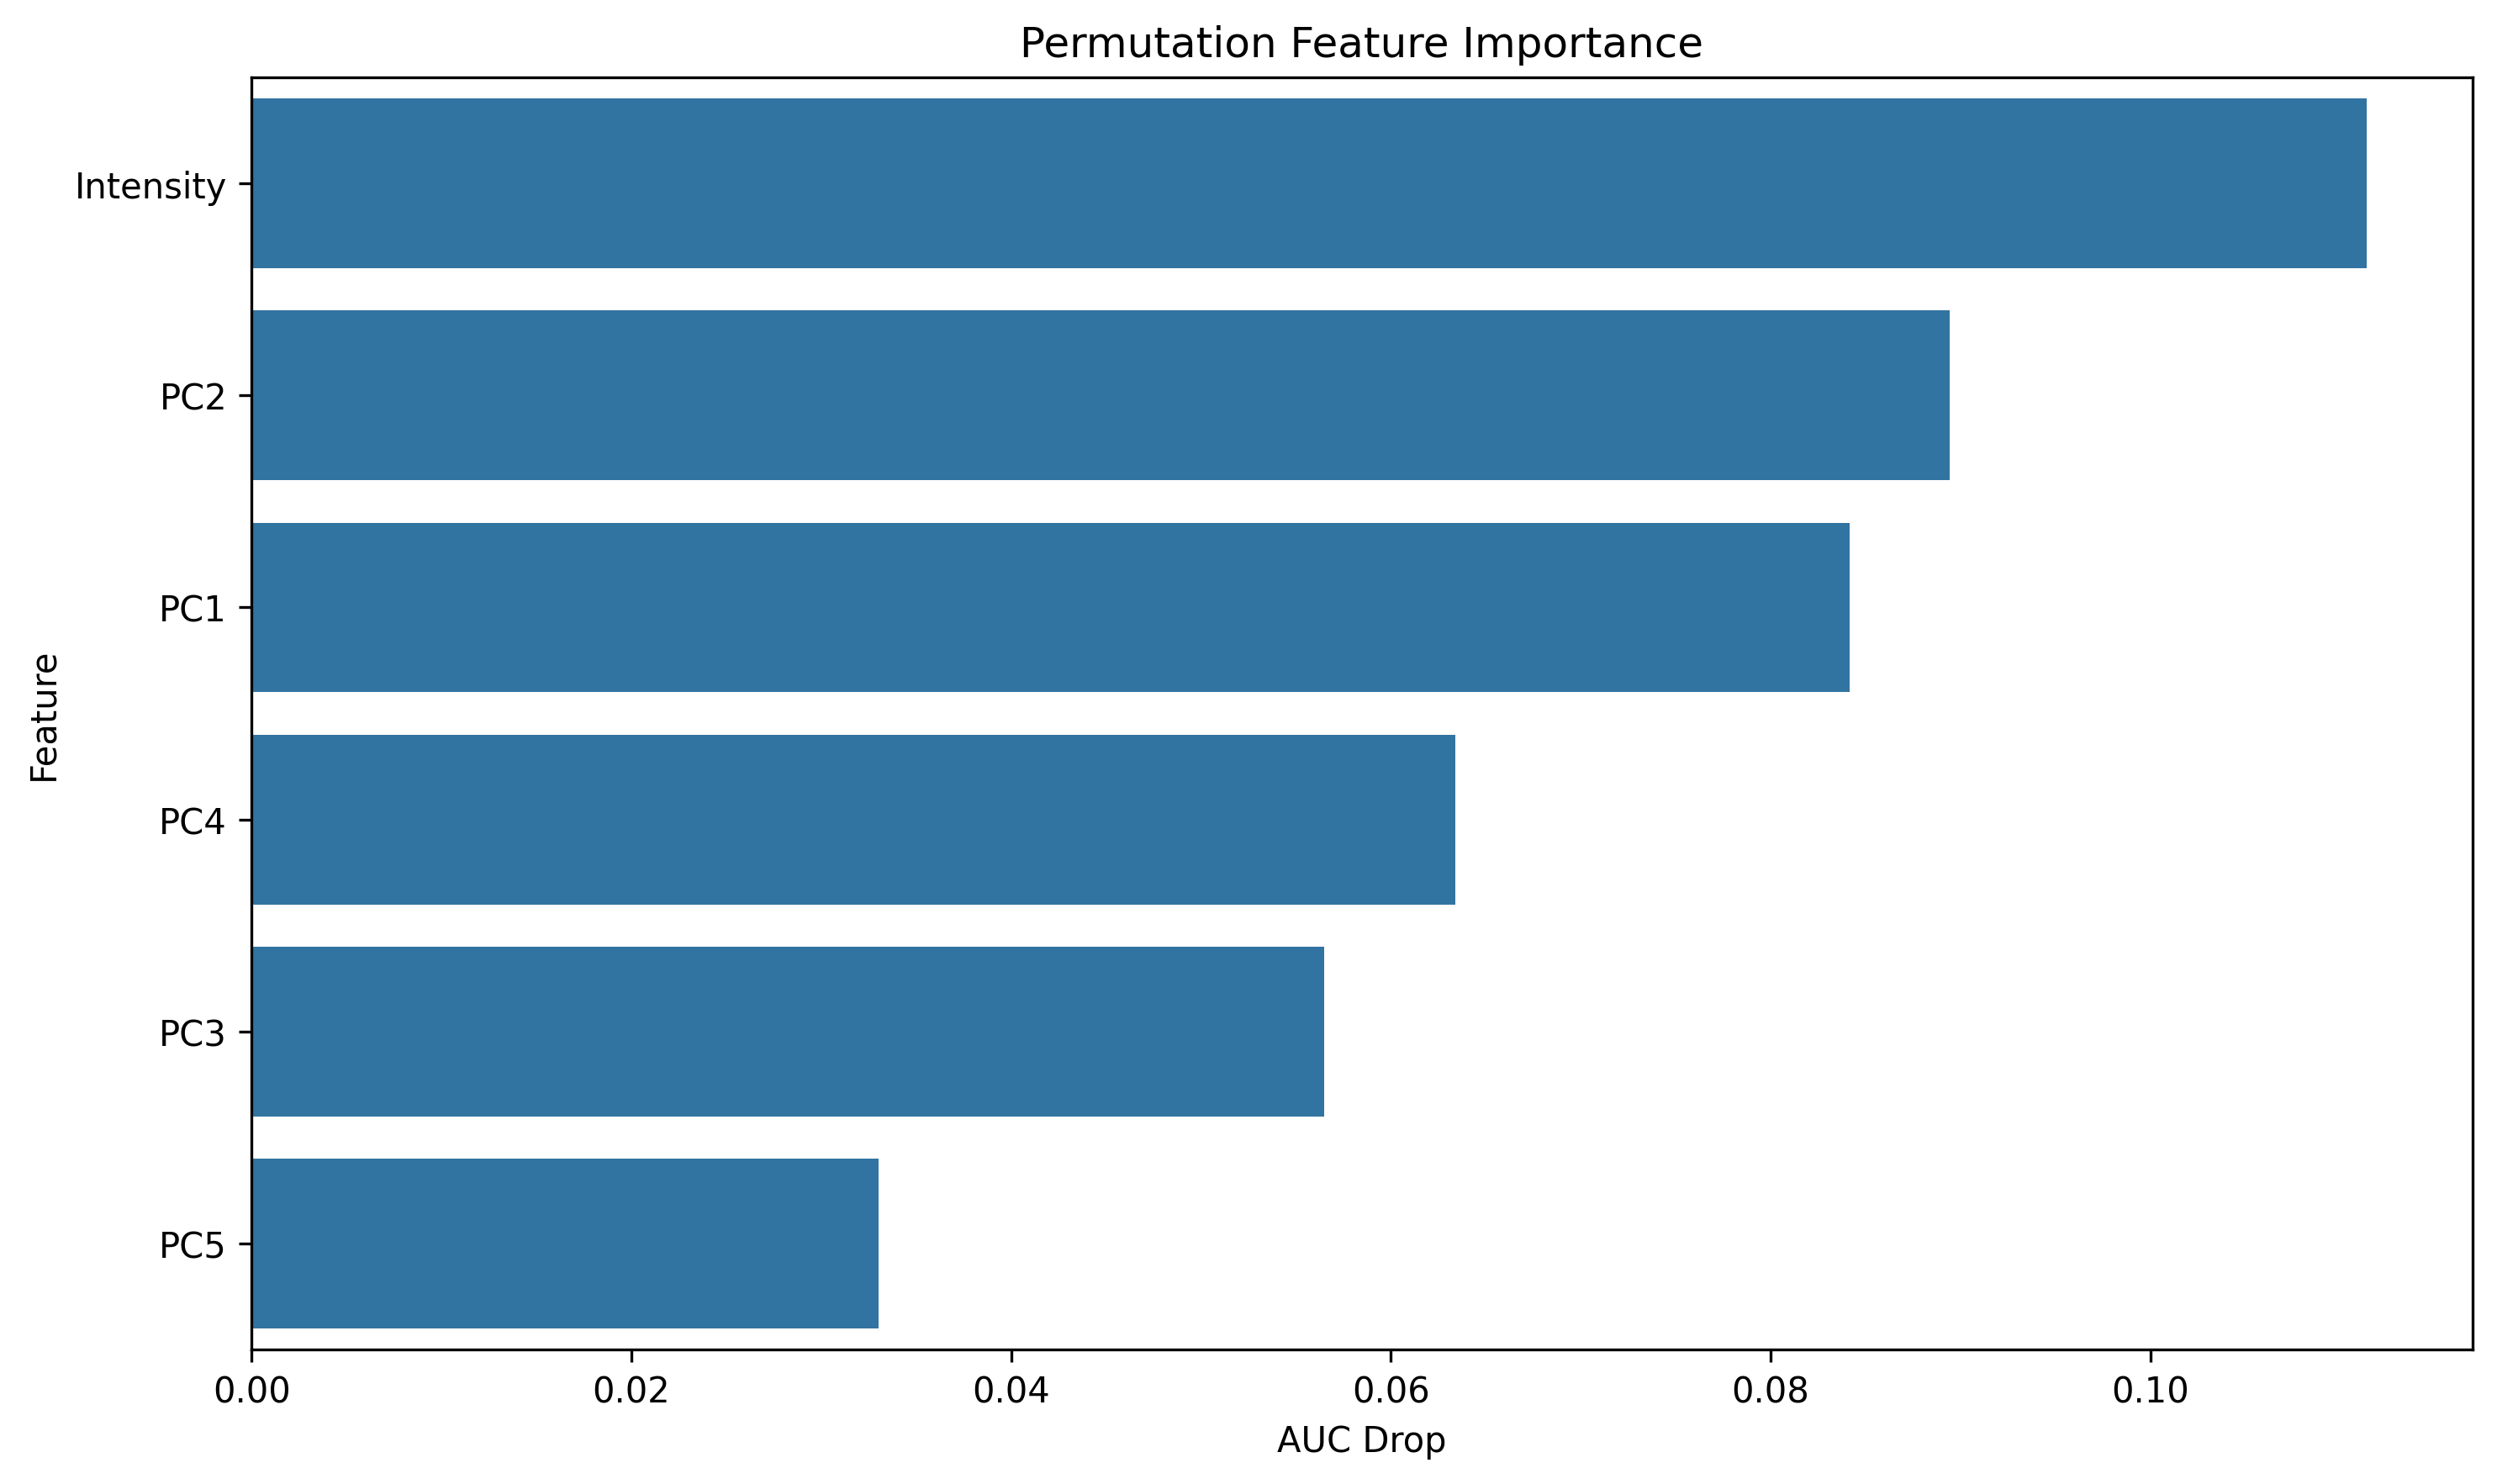 Permutation Feature Importance
Feature
Intensity
PC2
PC1
PC4
PC3
PC5
0.00 0.02 0.04 0.06 0.08 0.10
AUC Drop